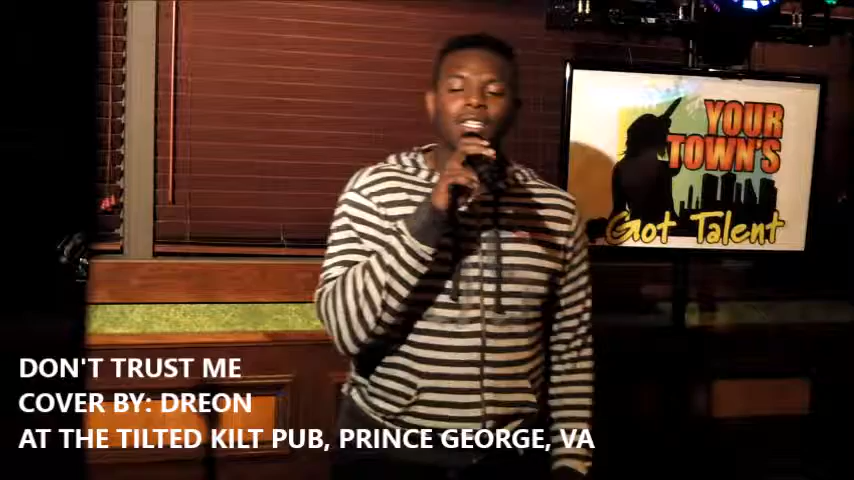 YOUR
TOWN'S
Got Talent
DON'T TRUST ME
COVER BY: DREON
AT THE TILTED KILT PUB, PRINCE GEORGE, VA